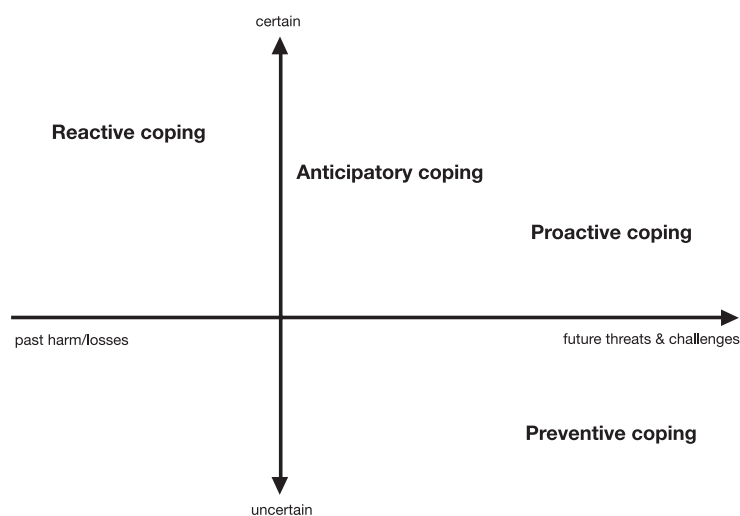 certain
Reactive coping
Anticipatory coping
Proactive coping
past harm/losses
future threats & challenges
Preventive coping
uncertain